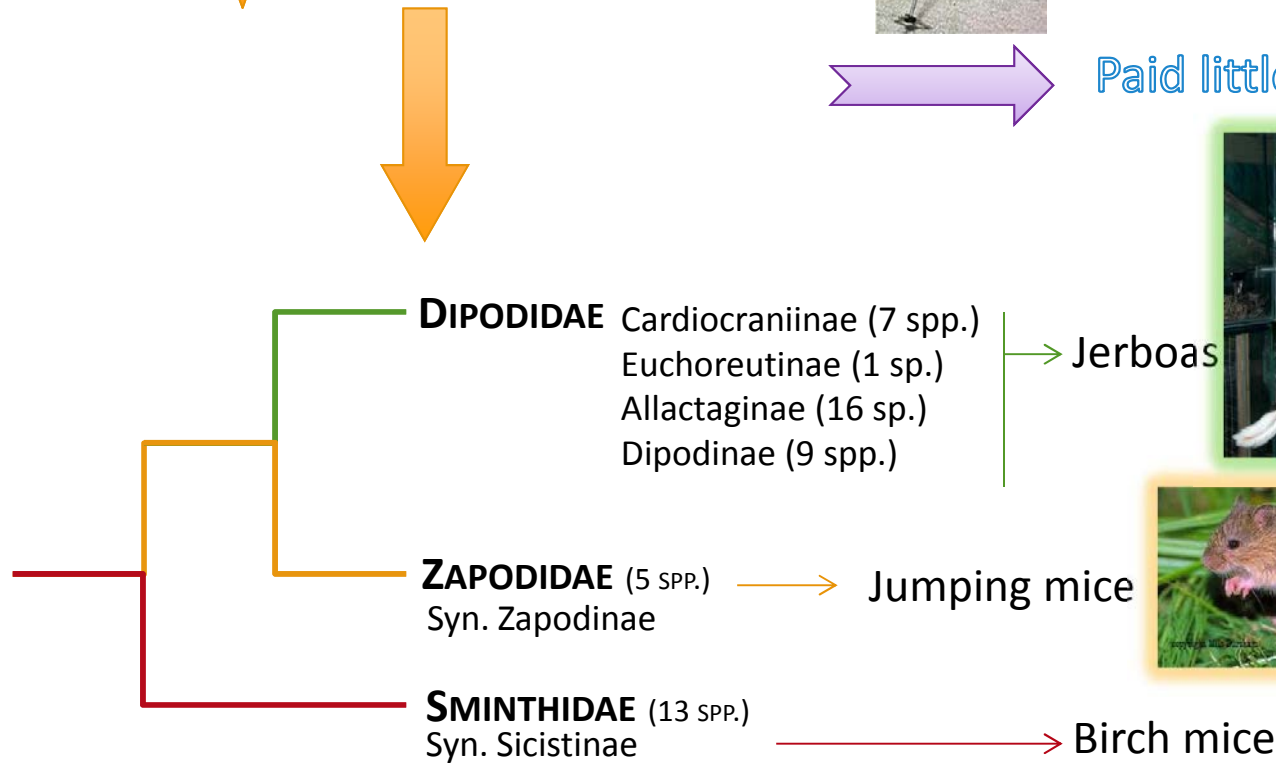 Paid
DIPODIDAE Cardiocraniinae (7 spp.)
Euchoreutinae (1 sp.)
Allactaginae (16 sp.)
Dipodinae (9 spp.)
Jerboas
ZAPODIDAE (5 SPP.)
Syn. Zapodinae
Jumping mice
SMINTHIDAE (13 SPP.)
Syn. Sicistinae
Birch mice